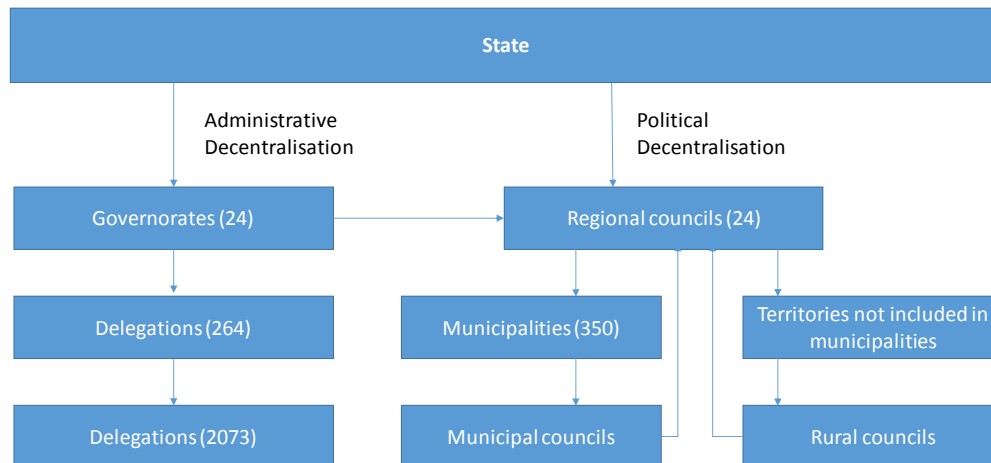 State
Administrative
Decentralisation
Political
Decentralisation
Governorates (24)
Regional councils (24)
Delegations (264)
Municipalities (350)
Territories not included in
municipalities
Delegations (2073)
Municipal councils
Rural councils